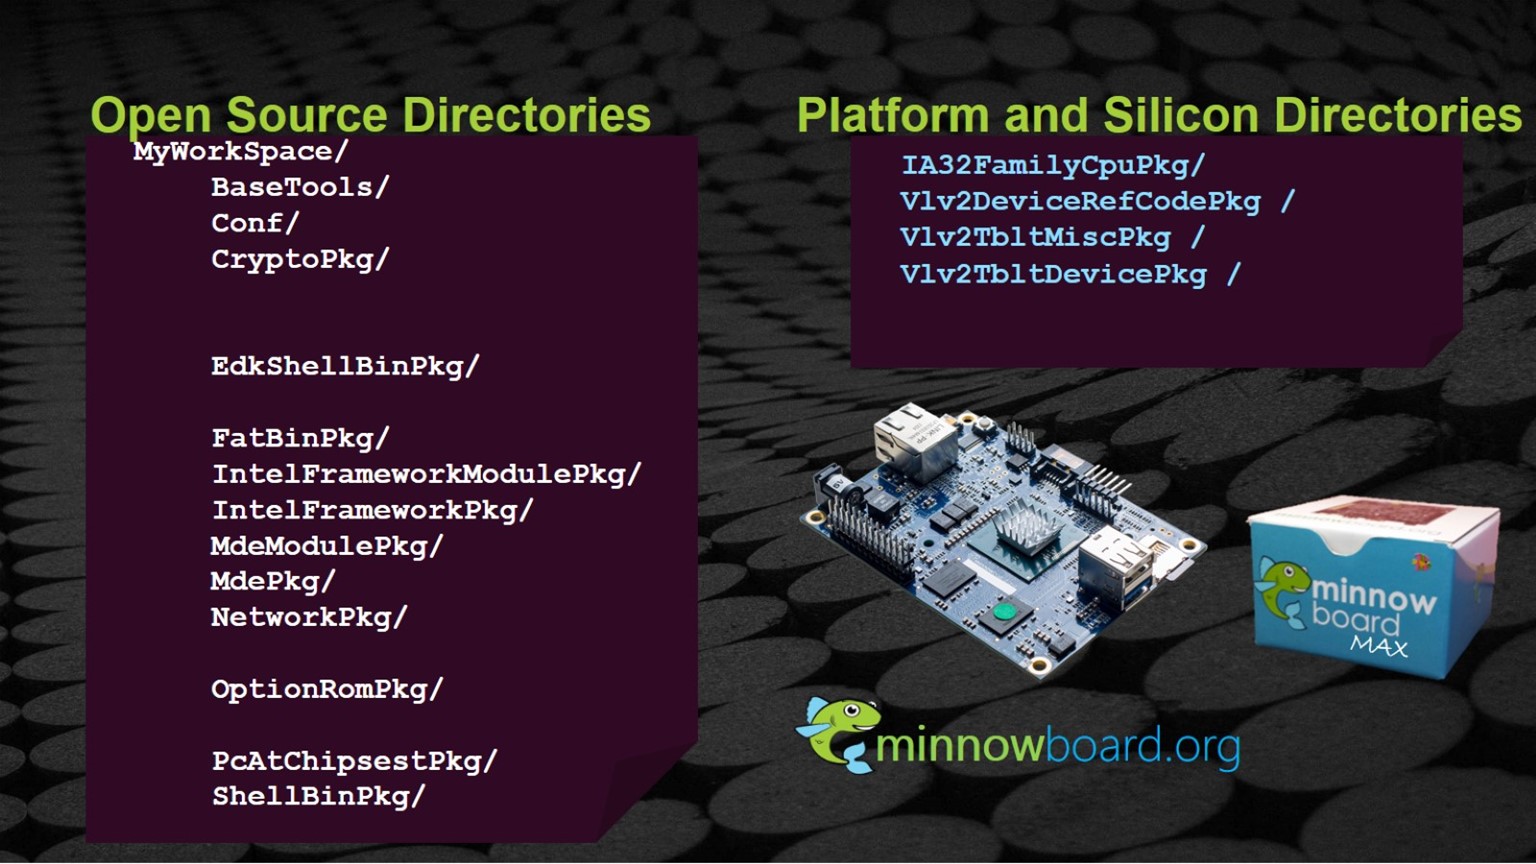 Open Source Directories
MyWorkSpace/
BaseTools/
Conf/
CryptoPkg/
EdkShellBinPkg/
FatBinPkg/
IntelFrameworkModulePkg/
IntelFrameworkPkg/
MdeModulePkg/
MdePkg/
NetworkPkg/
OptionRomPkg/
PcAtChipsestPkg/
ShellBinPkg/
Platform and Silicon Directories
IA32FamilyCpuPkg/
Vlv2DeviceRefCodePkg /
Vlv2TbltMiscPkg /
Vlv2TbltDevicePkg /
minnow
board
MAX
minnowboard.org